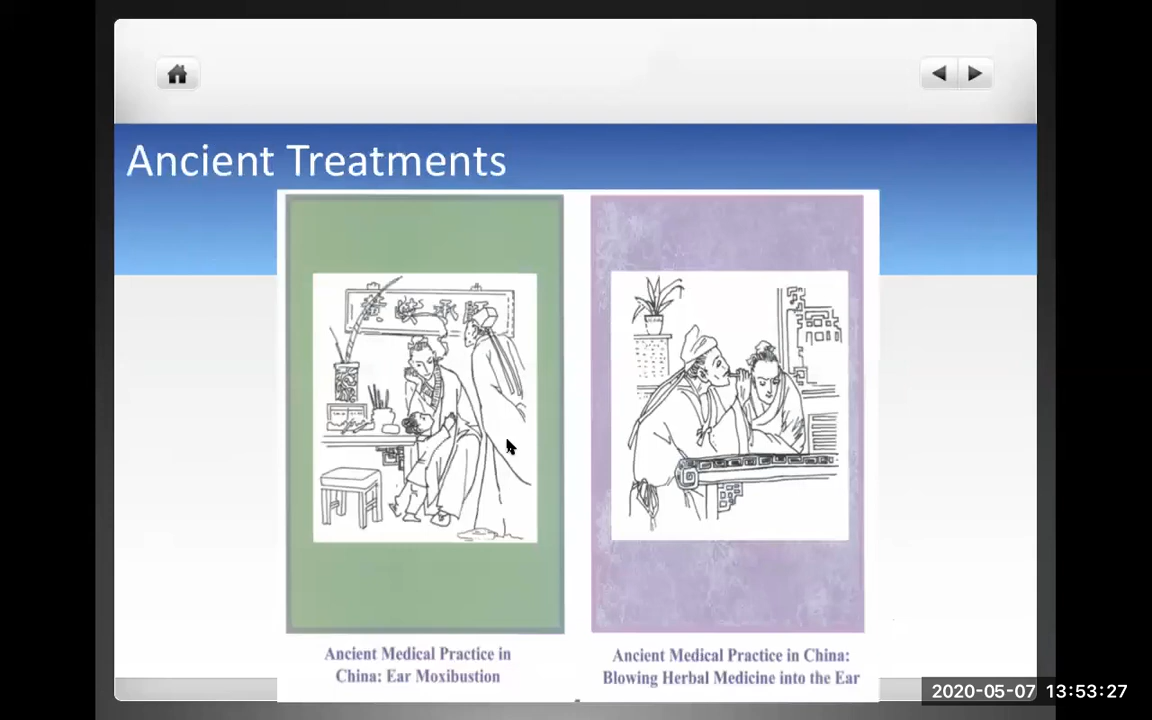 Ancient Treatments
Ancient Medical Practice in
China: Ear Moxibustion
Ancient Medical Practice in China:
Blowing Herbal Medicine into the Ear
2020-05-07 13:53:27